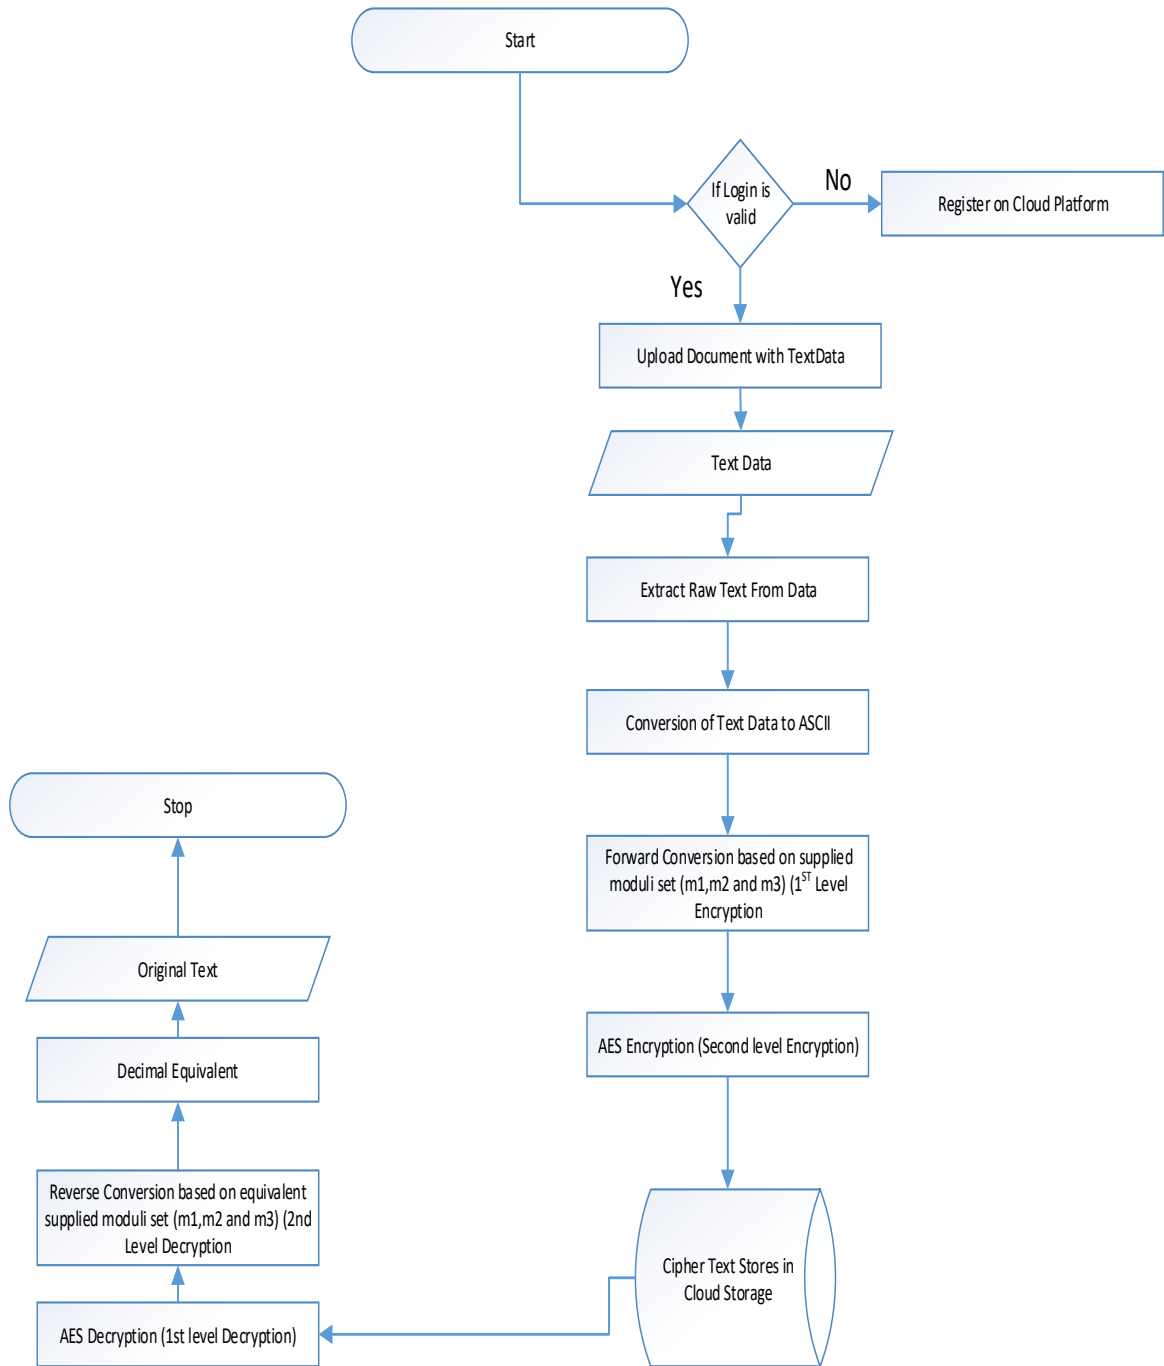 Start
If Login is
valid
No
Register on Cloud Platform
Yes
Upload Document with TextData
Text Data
Extract Raw Text From Data
Conversion of Text Data to ASCII
Forward Conversion based on supplied
moduli set (m1,m2 and m3) (1ST Level
Encryption
AES Encryption (Second level Encryption)
Cipher Text Stores in
Cloud Storage
AES Decryption (1st level Decryption)
Reverse Conversion based on equivalent
supplied moduli set (m1,m2 and m3) (2nd
Level Decryption
Decimal Equivalent
Original Text
Stop